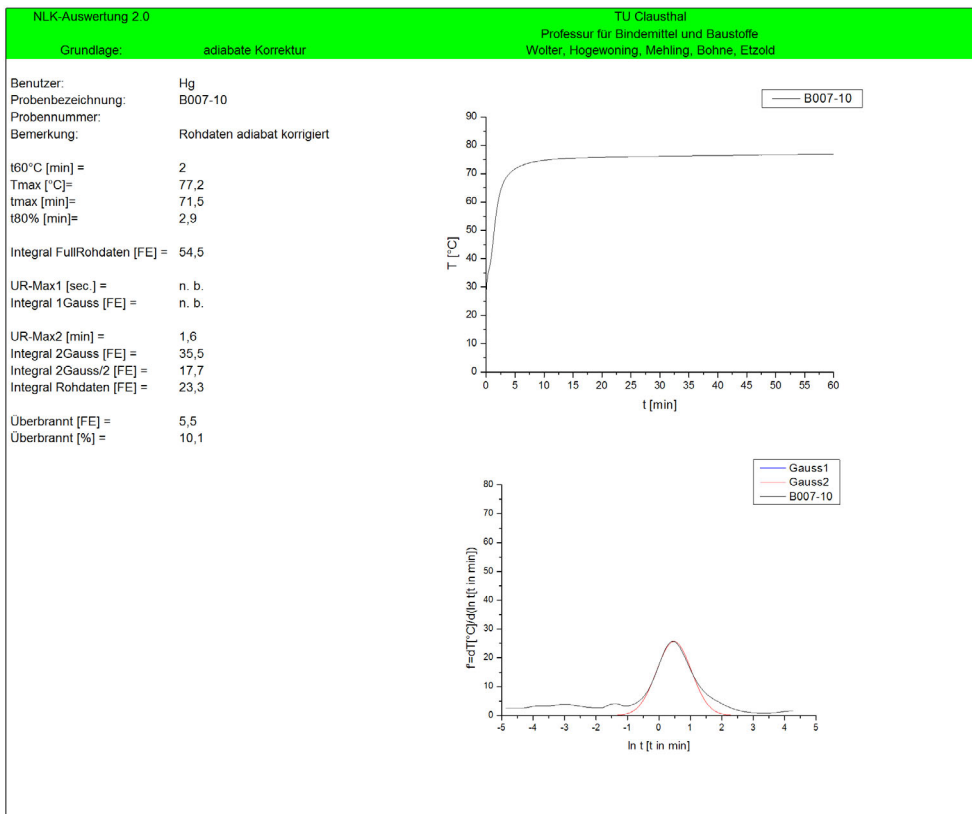 NLK-Auswertung 2.0
TU Clausthal
Professur für Bindemittel und Baustoffe
Grundlage: adiabate Korrektur
Wolter, Hogewoning, Mehling, Bohne, Etzold
Benutzer: Hg
Probenbezeichnung: B007-10
Probennummer:
Bemerkung: Rohdaten adiabat korrigiert
t60°C [min] = 2
Tmax [°C]= 77,2
tmax [min]= 71,5
t80% [min]= 2,9
Integral FullRohdaten [FE] = 54,5
UR-Max1 [sec.] = n. b.
Integral 1Gauss [FE] = n. b.
UR-Max2 [min] = 1,6
Integral 2Gauss [FE] = 35,5
Integral 2Gauss/2 [FE] = 17,7
Integral Rohdaten [FE] = 23,3
Überbrannt [FE] = 5,5
Überbrannt [%] = 10,1
B007-10
90
80
70
60
50
40
30
20
10
0
T [°C]
0 5 10 15 20 25 30 35 40 45 50 55 60
t [min]
Gauss1
Gauss2
B007-10
80
70
60
50
40
30
20
10
0
f'=dT[°C]/d(ln t[t in min])
-5 -4 -3 -2 -1 0 1 2 3 4 5
ln t [t in min]